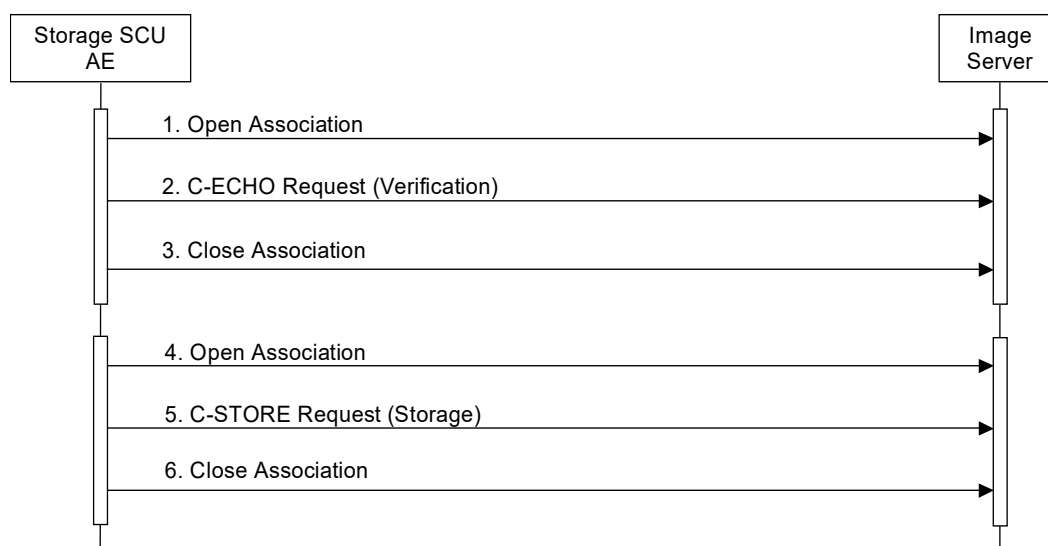 Storage SCU
AE
Image
Server
1. Open Association
2. C-ECHO Request (Verification)
3. Close Association
4. Open Association
5. C-STORE Request (Storage)
6. Close Association